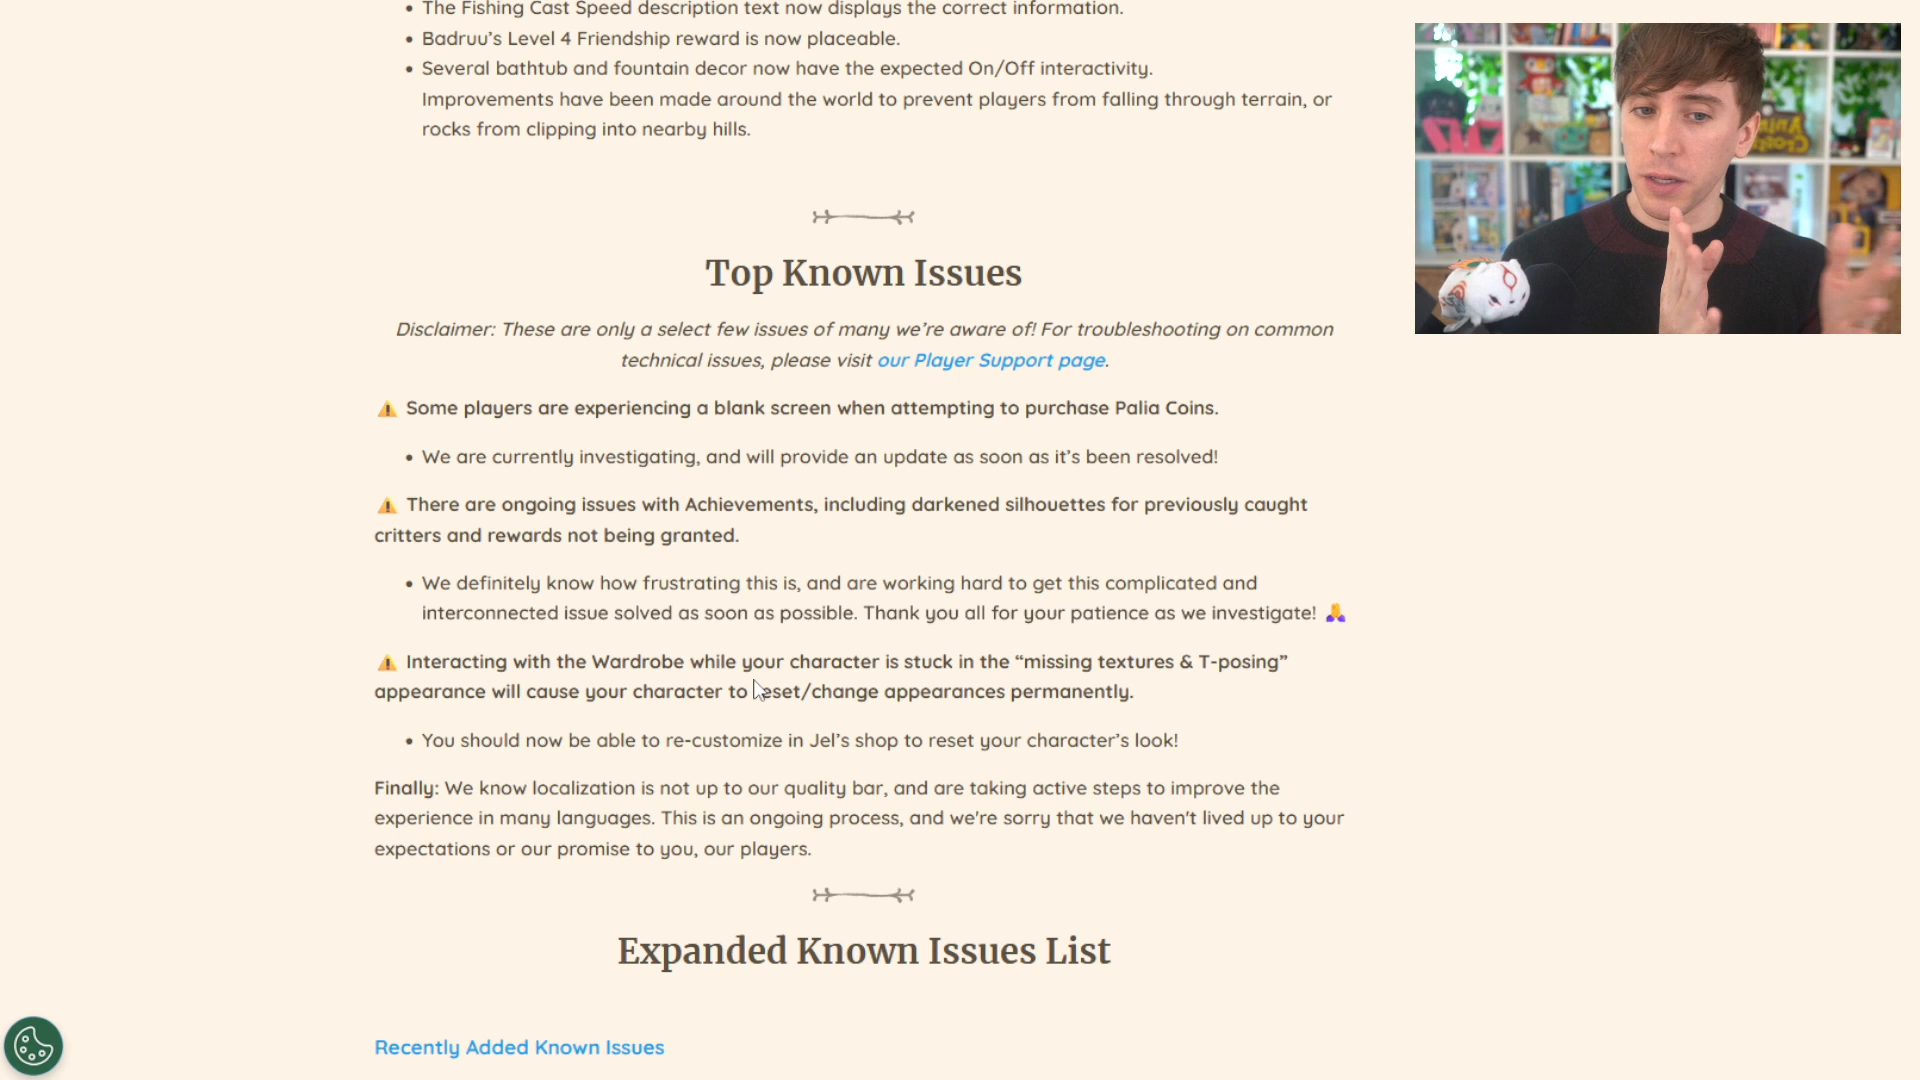 • The Fishing Cast Speed description text now displays the correct information.
• Badruu’s Level 4 Friendship reward is now placeable.
• Several bathtub and fountain decor now have the expected On/Off interactivity.
Improvements have been made around the world to prevent players from falling through terrain, or
rocks from clipping into nearby hills.
Top Known Issues
Disclaimer: These are only a select few issues of many we’re aware of! For troubleshooting on common
technical issues, please visit our Player Support page.
⚠️ Some players are experiencing a blank screen when attempting to purchase Palia Coins.
• We are currently investigating, and will provide an update as soon as it’s been resolved!
⚠️ There are ongoing issues with Achievements, including darkened silhouettes for previously caught
critters and rewards not being granted.
• We definitely know how frustrating this is, and are working hard to get this complicated and
interconnected issue solved as soon as possible. Thank you all for your patience as we investigate! 🙏
⚠️ Interacting with the Wardrobe while your character is stuck in the “missing textures & T-posing”
appearance will cause your character to reset/change appearances permanently.
• You should now be able to re-customize in Jel’s shop to reset your character’s look!
Finally: We know localization is not up to our quality bar, and are taking active steps to improve the
experience in many languages. This is an ongoing process, and we're sorry that we haven't lived up to your
expectations or our promise to you, our players.
Expanded Known Issues List
Recently Added Known Issues